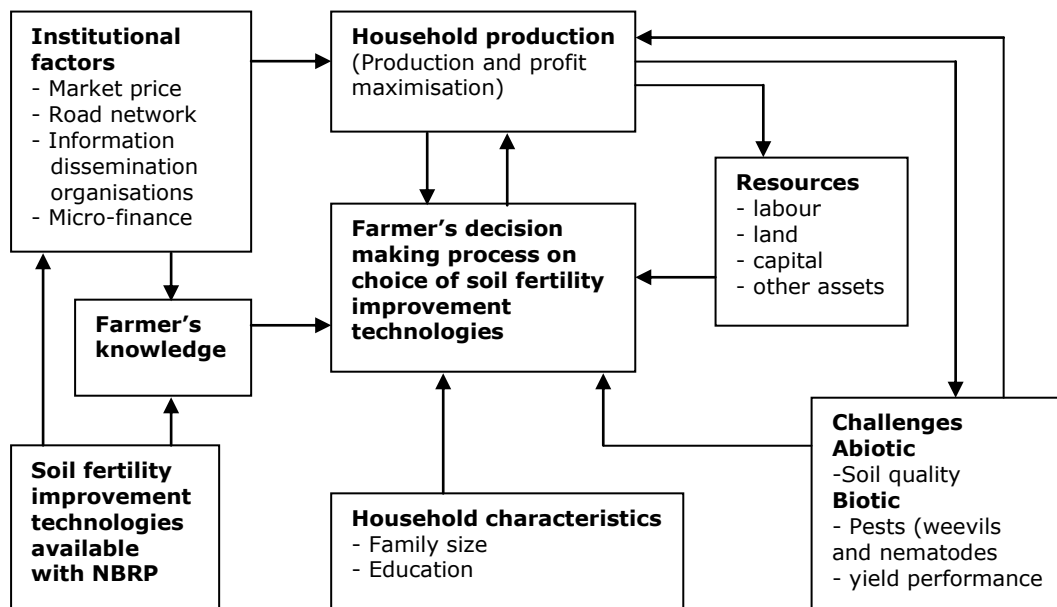 Institutional
factors
- Market price
- Road network
- Information
dissemination
organisations
- Micro-finance
Household production
(Production and profit
maximisation)
Resources
- labour
- land
- capital
- other assets
Farmer's decision
making process on
choice of soil fertility
improvement
technologies
Farmer's
knowledge
Soil fertility
improvement
technologies
available
with NBRP
Household characteristics
- Family size
- Education
Challenges
Abiotic
-Soil quality
Biotic
- Pests (weevils
and nematodes
- yield performance